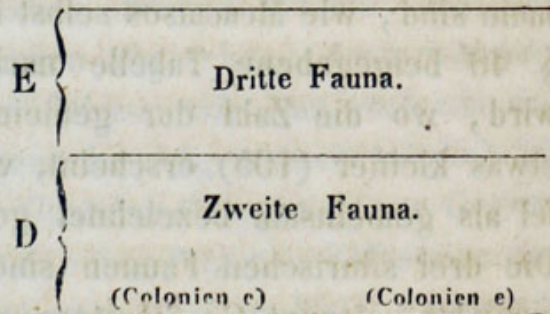 E Dritte Fauna.
D Zweite Fauna.
(Colonien c) (Colonien e)